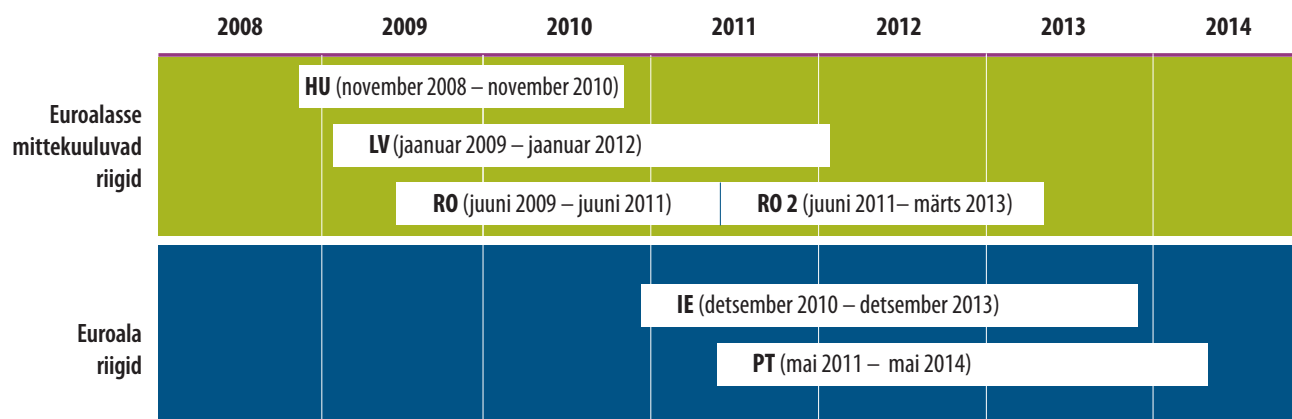 2008 2009 2010 2011 2012 2013 2014
Euroalasse
mittekuuluvad
riigid
HU (november 2008 – november 2010)
LV (jaanuar 2009 – jaanuar 2012)
RO (juuni 2009 – juuni 2011)
RO 2 (juuni 2011– märts 2013)
Euroala
riigid
IE (detsember 2010 – detsember 2013)
PT (mai 2011 – mai 2014)